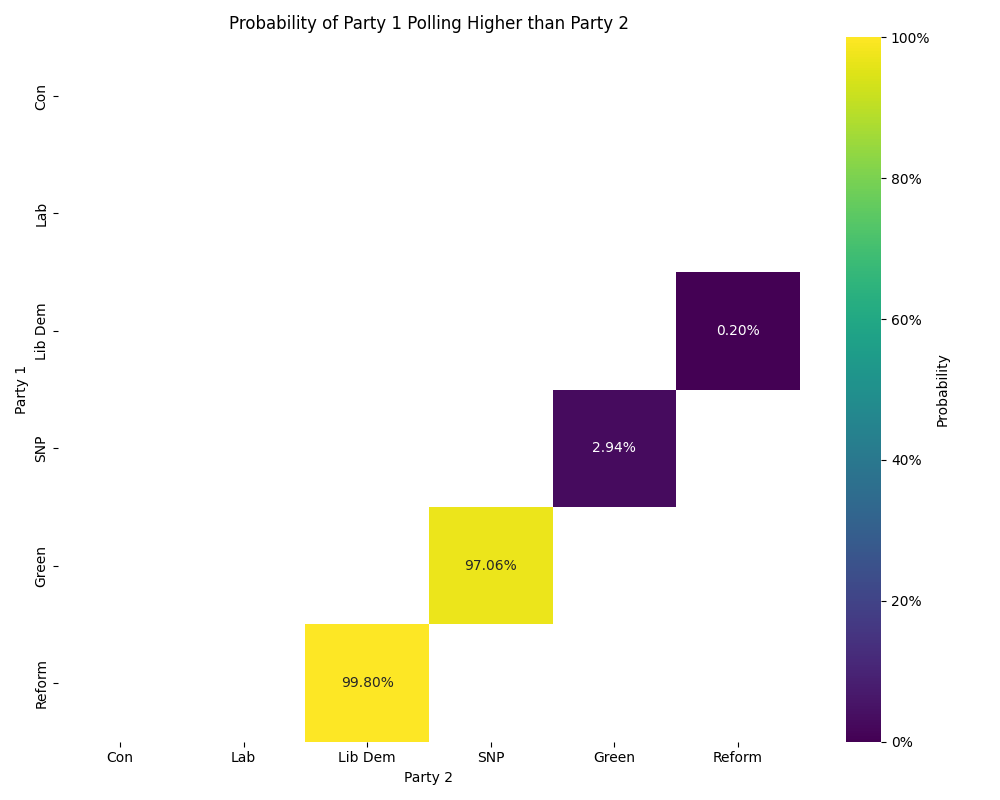 Probability of Party 1 Polling Higher than Party 2
Party 1
Con
Lab
Lib Dem
SNP
Green
Reform
0.20%
2.94%
97.06%
99.80%
Con Lab Lib Dem SNP Green Reform
Party 2
100%
80%
60%
40%
20%
0%
Probability